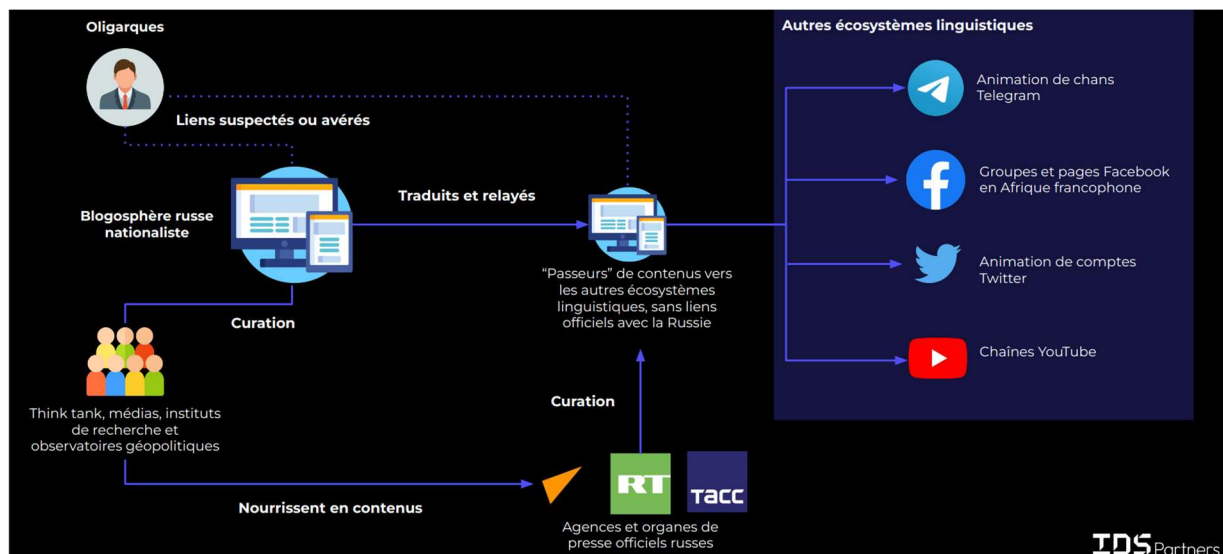 Oligarques
Liens suspectés ou avérés
Blogosphère russe
nationaliste
Traduits et relayés
“Passeurs” de contenus vers
les autres écosystèmes
linguistiques, sans liens
officiels avec la Russie
Curation
Think tank, médias, instituts
de recherche et
observatoires géopolitiques
Nourrissent en contenus
Curation
RT
тасс
Agences et organes de
presse officiels russes
Autres écosystèmes linguistiques
Animation de chans
Telegram
Groupes et pages Facebook
en Afrique francophone
Animation de comptes
Twitter
Chaînes YouTube
IDS Partners